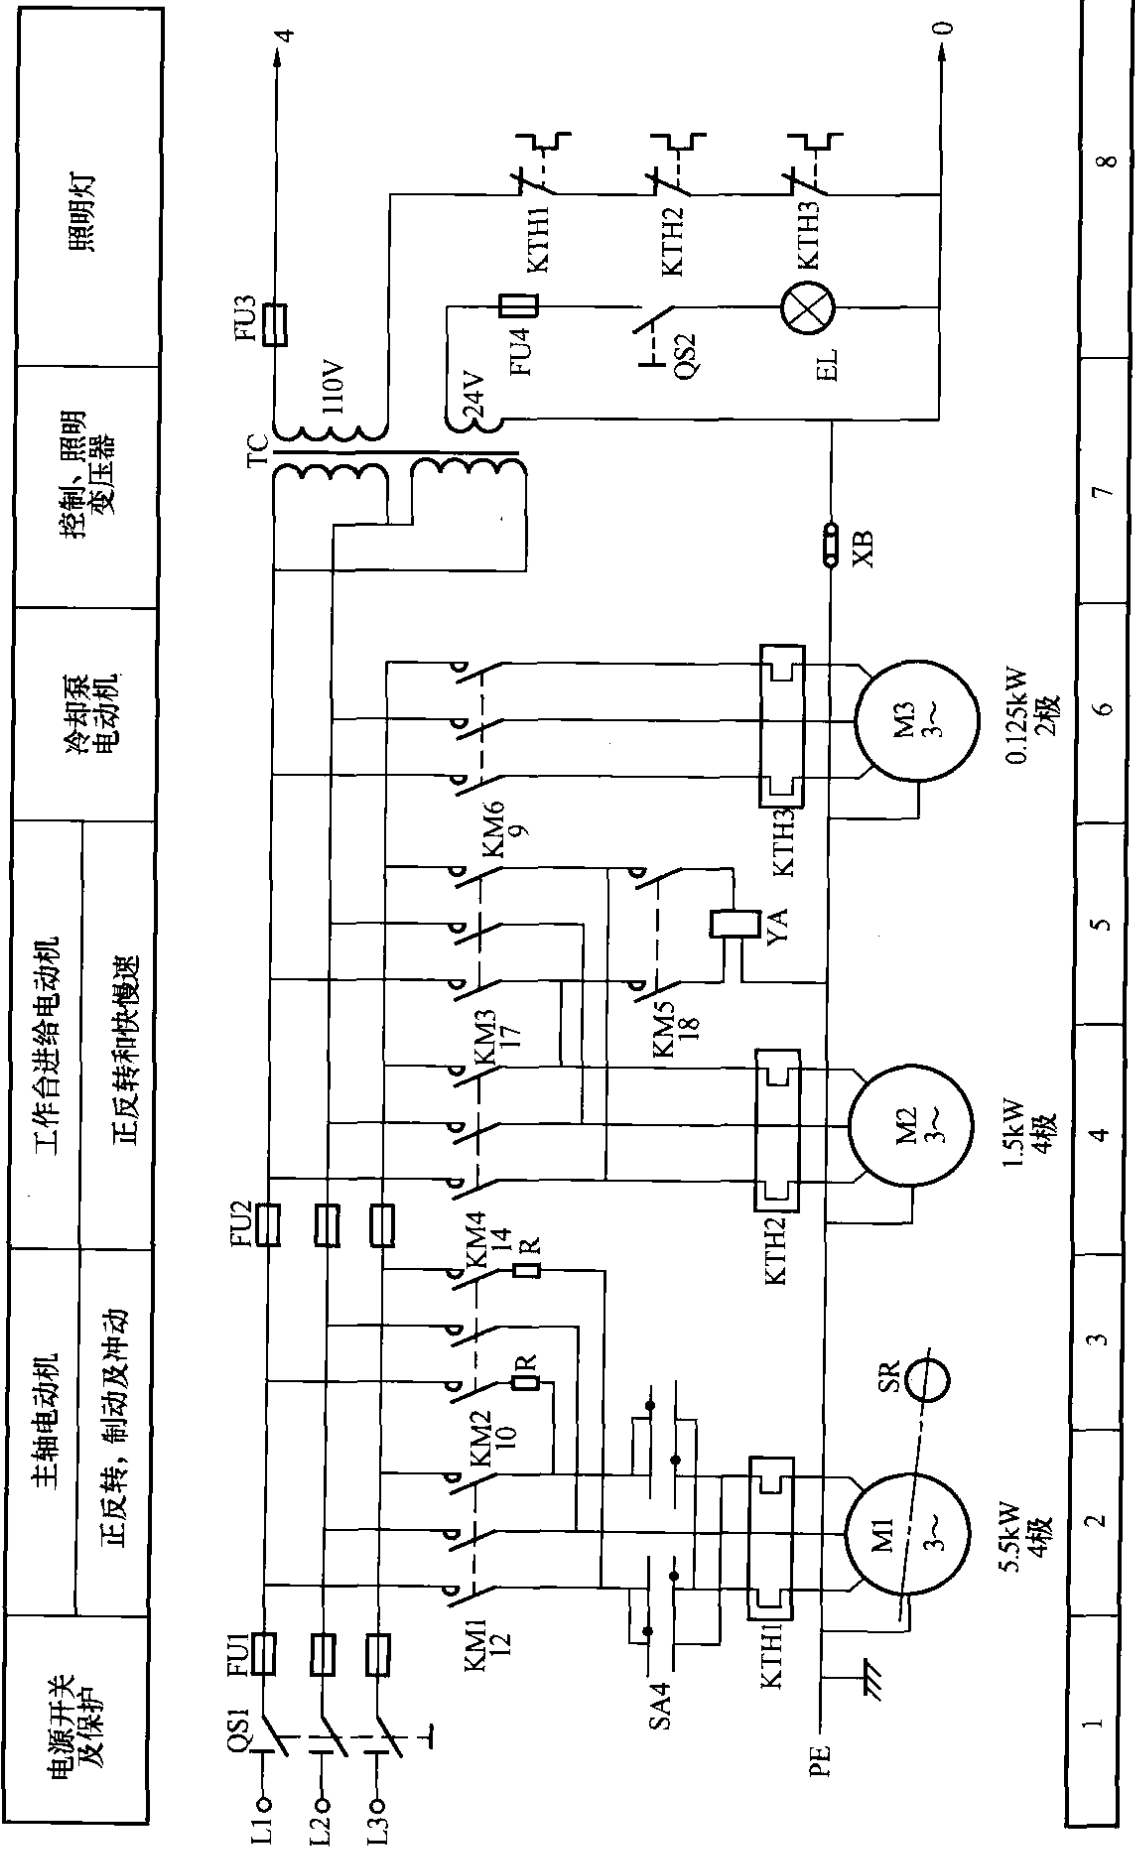 电源开关
及保护
主轴电动机
正反转，制动及冲动
工作台进给电动机
正反转和快慢速
冷却泵
电动机
控制、照明
变压器
照明灯
L1
L2
L3
QS1
FU1
FU2
FU3
4
TC
110V
24V
KM1
12
KM2
10
KM4
14
R
R
KM3
17
KM5
18
KM6
9
YA
FU4
QS2
EL
KTH1
KTH2
KTH3
0
SA4
KTH1
KTH2
KTH3
XB
PE
M1
3～
SR
M2
3～
M3
3～
5.5kW
4极
1.5kW
4极
0.125kW
2极
1
2
3
4
5
6
7
8